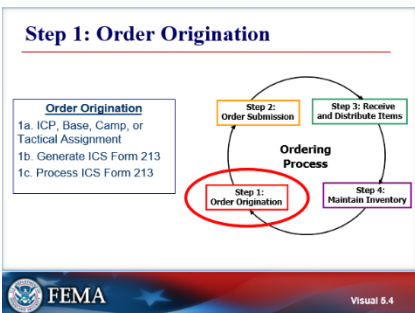 Step 1: Order Origination
Order Origination
1a. ICP, Base, Camp, or
Tactical Assignment
1b. Generate ICS Form 213
1c. Process ICS Form 213
Step 2:
Order Submission
Step 3: Receive
and Distribute Items
Ordering
Process
Step 1:
Order Origination
Step 4:
Maintain Inventory
FEMA
Visual 5.4